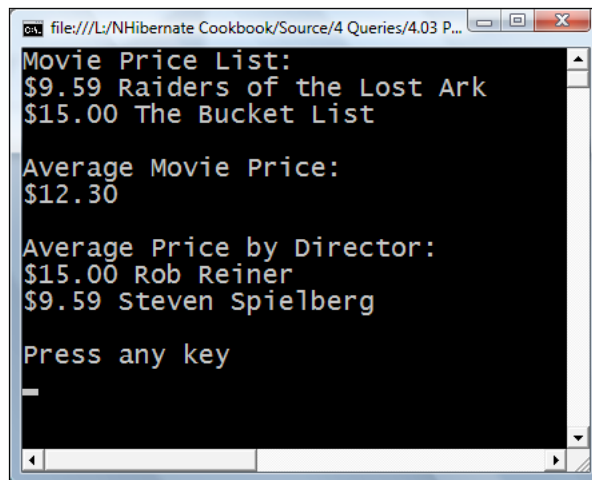 file:///L:/NHibernate Cookbook/Source/4 Queries/4.03 P...
Movie Price List:
$9.59 Raiders of the Lost Ark
$15.00 The Bucket List
Average Movie Price:
$12.30
Average Price by Director:
$15.00 Rob Reiner
$9.59 Steven Spielberg
Press any key